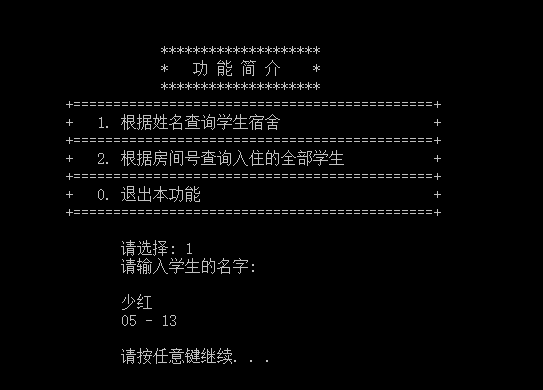 ********************
* 功 能 简 介 *
********************
+=============================================+
+ 1. 根据姓名查询学生宿舍 +
+=============================================+
+ 2. 根据房间号查询入住的全部学生 +
+=============================================+
+ 0. 退出本功能 +
+=============================================+
请选择: 1
请输入学生的名字:
少红
05 - 13
请按任意键继续. . .